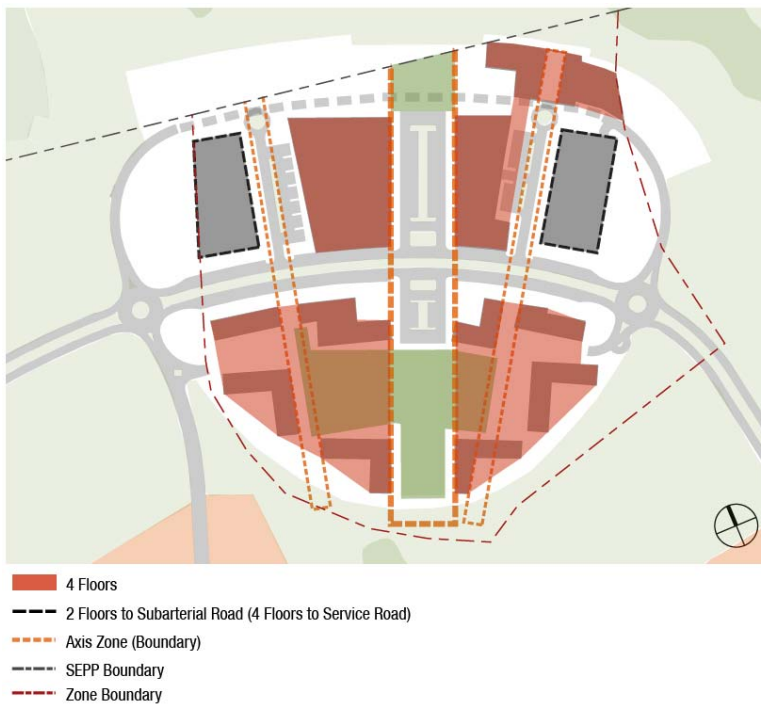 4 Floors
2 Floors to Subarterial Road (4 Floors to Service Road)
Axis Zone (Boundary)
SEPP Boundary
Zone Boundary